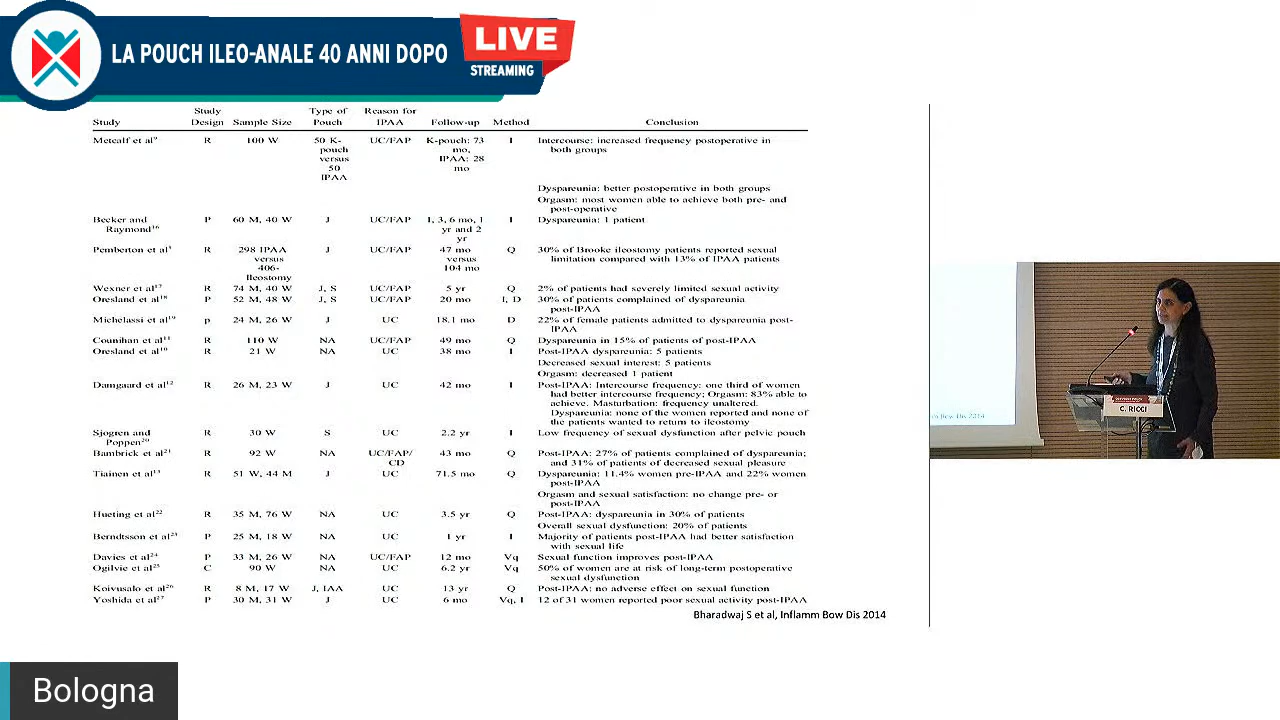 LA POUCH ILEO-ANALE 40 ANNI DOPO
LIVE
STREAMING
Study Study Design Sample Size Type of Pouch Reason for IPAA Follow-up Method Conclusion
Metcalf et al⁹ R 100 W 50 K-pouch versus 50 IPAA UC/FAP K-pouch: 73 mo, IPAA: 28 mo I Intercourse: increased frequency postoperative in both groups
Dyspareunia: better postoperative in both groups
Orgasm: most women able to achieve both pre- and post-operative
Becker and Raymond¹⁶ P 60 M, 40 W J UC/FAP 1, 3, 6 mo, 1 yr and 2 yr I Dyspareunia: 1 patient
Pemberton et al R 298 IPAA versus 406-Ileostomy J UC/FAP 47 mo versus 104 mo Q 30% of Brooke ileostomy patients reported sexual limitation compared with 13% of IPAA patients
Wexner et al¹⁷ R 74 M, 40 W J, S UC/FAP 5 yr Q 2% of patients had severely limited sexual activity
Oresland et al¹⁸ P 52 M, 48 W J, S UC/FAP 20 mo I, D 30% of patients complained of dyspareunia post-IPAA
Michelassi et al¹⁹ p 24 M, 26 W J UC 18.1 mo D 22% of female patients admitted to dyspareunia post-IPAA
Counihan et al¹¹ R 110 W NA UC/FAP 49 mo Q Dyspareunia in 15% of patients of post-IPAA
Oresland et al¹⁰ R 21 W NA UC 38 mo I Post-IPAA dyspareunia: 5 patients
Decreased sexual interest: 5 patients
Orgasm: decreased 1 patient
Damgaard et al¹² R 26 M, 23 W J UC 42 mo I Post-IPAA: Intercourse frequency: one third of women had better intercourse frequency; Orgasm: 83% able to achieve. Masturbation: frequency unaltered.
Dyspareunia: none of the women reported and none of the patients wanted to return to ileostomy
Sjogren and Poppen²⁰ R 30 W S UC 2.2 yr I Low frequency of sexual dysfunction after pelvic pouch
Bambrick et al²¹ R 92 W NA UC/FAP/CD 43 mo Q Post-IPAA: 27% of patients complained of dyspareunia; and 31% of patients of decreased sexual pleasure
Tiainen et al¹³ R 51 W, 44 M J UC 71.5 mo Q Dyspareunia: 11.4% women pre-IPAA and 22% women post-IPAA
Orgasm and sexual satisfaction: no change pre- or post-IPAA
Hueting et al²² R 35 M, 76 W NA UC 3.5 yr Q Post-IPAA: dyspareunia in 30% of patients
Overall sexual dysfunction: 20% of patients
Berndtsson et al²³ P 25 M, 18 W NA UC 1 yr I Majority of patients post-IPAA had better satisfaction with sexual life
Davies et al²⁴ P 33 M, 26 W NA UC/FAP 12 mo Vq Sexual function improves post-IPAA
Ogilvie et al²⁵ C 90 W NA UC 6.2 yr Vq 50% of women are at risk of long-term postoperative sexual dysfunction
Koivusalo et al²⁶ R 8 M, 17 W J, IAA UC 13 yr Q Post-IPAA: no adverse effect on sexual function
Yoshida et al²⁷ P 30 M, 31 W J UC 6 mo Vq, I 12 of 31 women reported poor sexual activity post-IPAA
Bharadwaj S et al, Inflamm Bow Dis 2014
Bow. Dis 2014
C. RICCI
Bologna